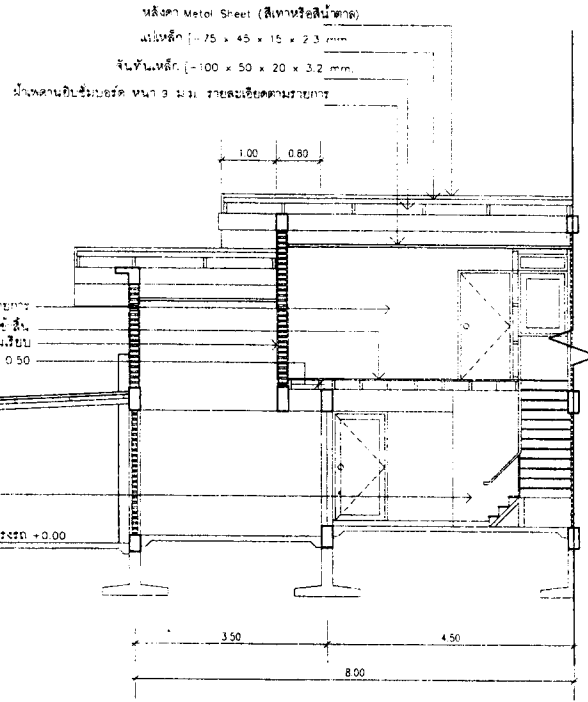 หลังคา Metal Sheet (สีเทาหรือสีน้ำตาล)
แปเหล็ก [-75 x 45 x 15 x 2.3 mm.
จันทันเหล็ก [-100 x 50 x 20 x 3.2 mm.
ฝ้าเพดานยิปซั่มบอร์ด หนา 9 ม.ม. รายละเอียดตามรายการ
1.00 0.80
0.50
+0.00
3.50 4.50
8.00